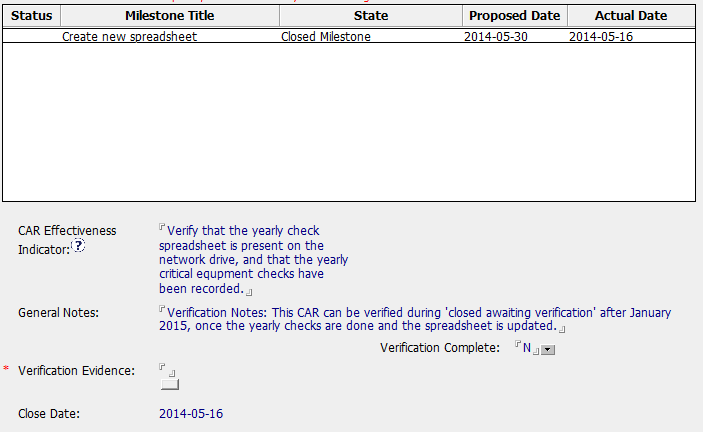 Status Milestone Title State Proposed Date Actual Date
Create new spreadsheet Closed Milestone 2014-05-30 2014-05-16
CAR Effectiveness Indicator: ?
Verify that the yearly check
spreadsheet is present on the
network drive, and that the yearly
critical equpment checks have
been recorded.
General Notes: Verification Notes: This CAR can be verified during 'closed awaiting verification' after January
2015, once the yearly checks are done and the spreadsheet is updated.
Verification Complete: N
* Verification Evidence:
Close Date: 2014-05-16